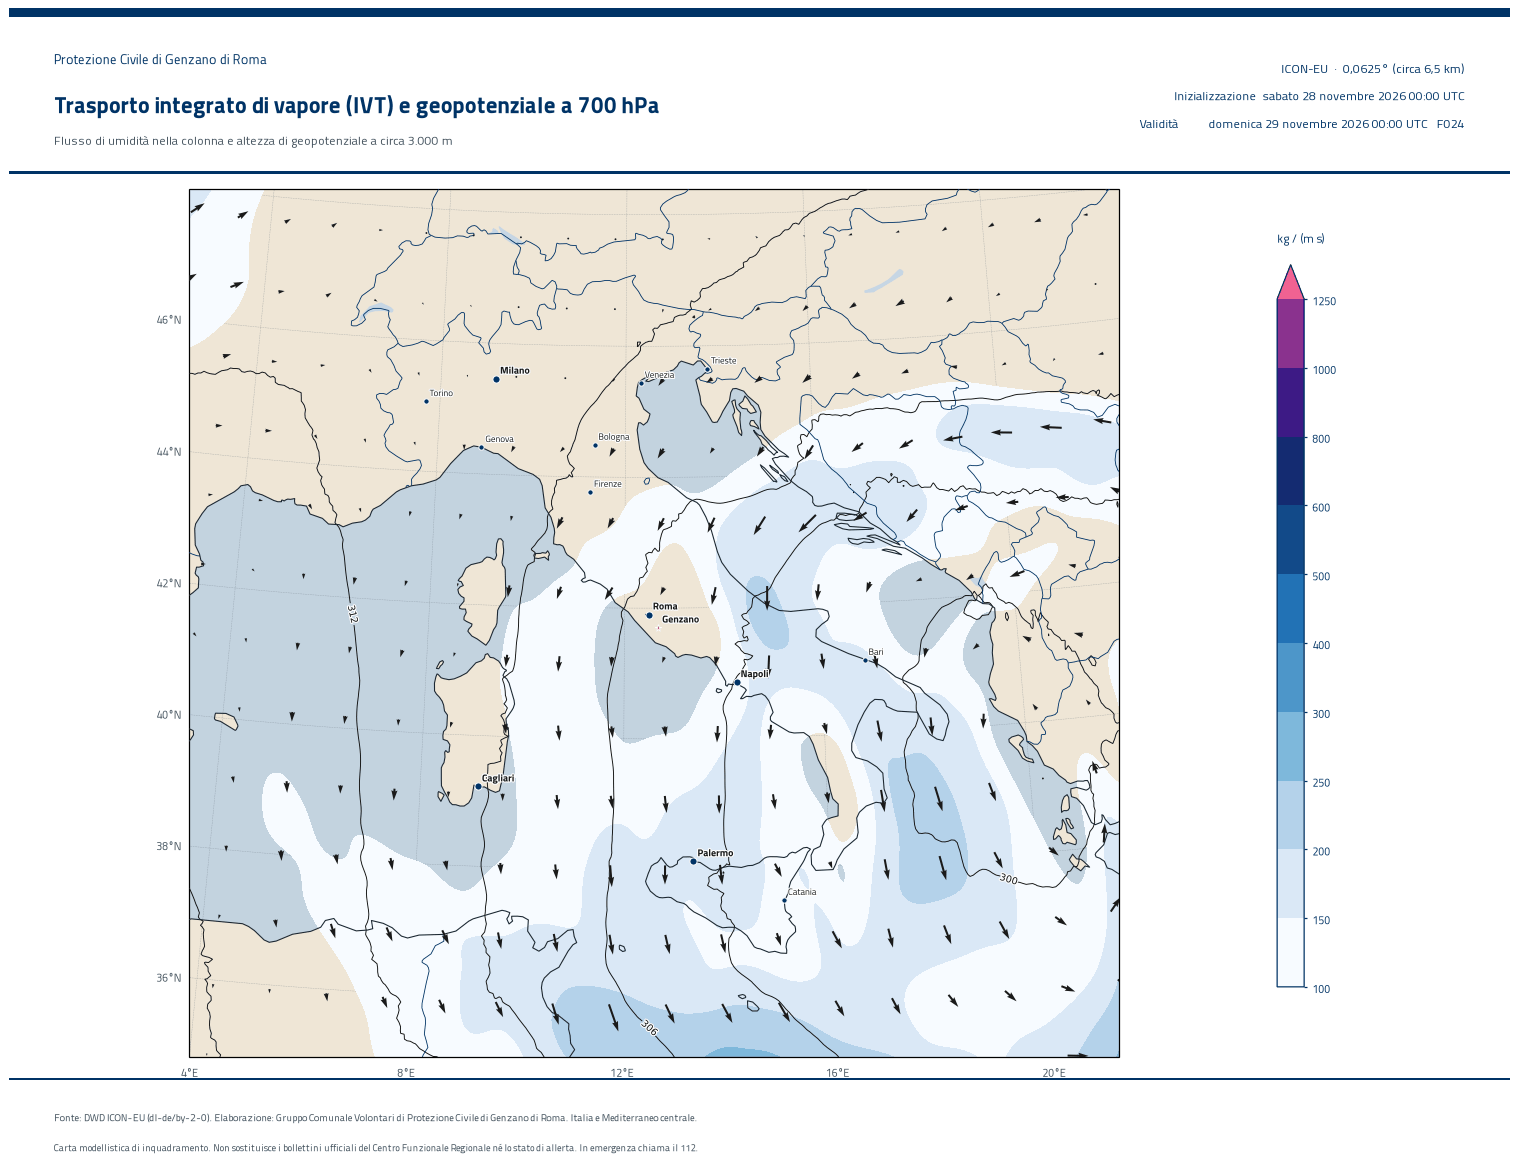 Protezione Civile di Genzano di Roma
Trasporto integrato di vapore (IVT) e geopotenziale a 700 hPa
Flusso di umidità nella colonna e altezza di geopotenziale a circa 3.000 m
ICON-EU · 0,0625° (circa 6,5 km)
Inizializzazione sabato 28 novembre 2026 00:00 UTC
Validità domenica 29 novembre 2026 00:00 UTC F024
kg / (m s)
1250
1000
800
600
500
400
300
250
200
150
100
46°N
44°N
42°N
40°N
38°N
36°N
4°E
8°E
12°E
16°E
20°E
Trieste
Venezia
Milano
Torino
Genova
Bologna
Firenze
312
Roma
Genzano
Bari
Napoli
Cagliari
Palermo
Catania
300
306
Fonte: DWD ICON-EU (dl-de/by-2-0). Elaborazione: Gruppo Comunale Volontari di Protezione Civile di Genzano di Roma. Italia e Mediterraneo centrale.
Carta modellistica di inquadramento. Non sostituisce i bollettini ufficiali del Centro Funzionale Regionale né lo stato di allerta. In emergenza chiama il 112.